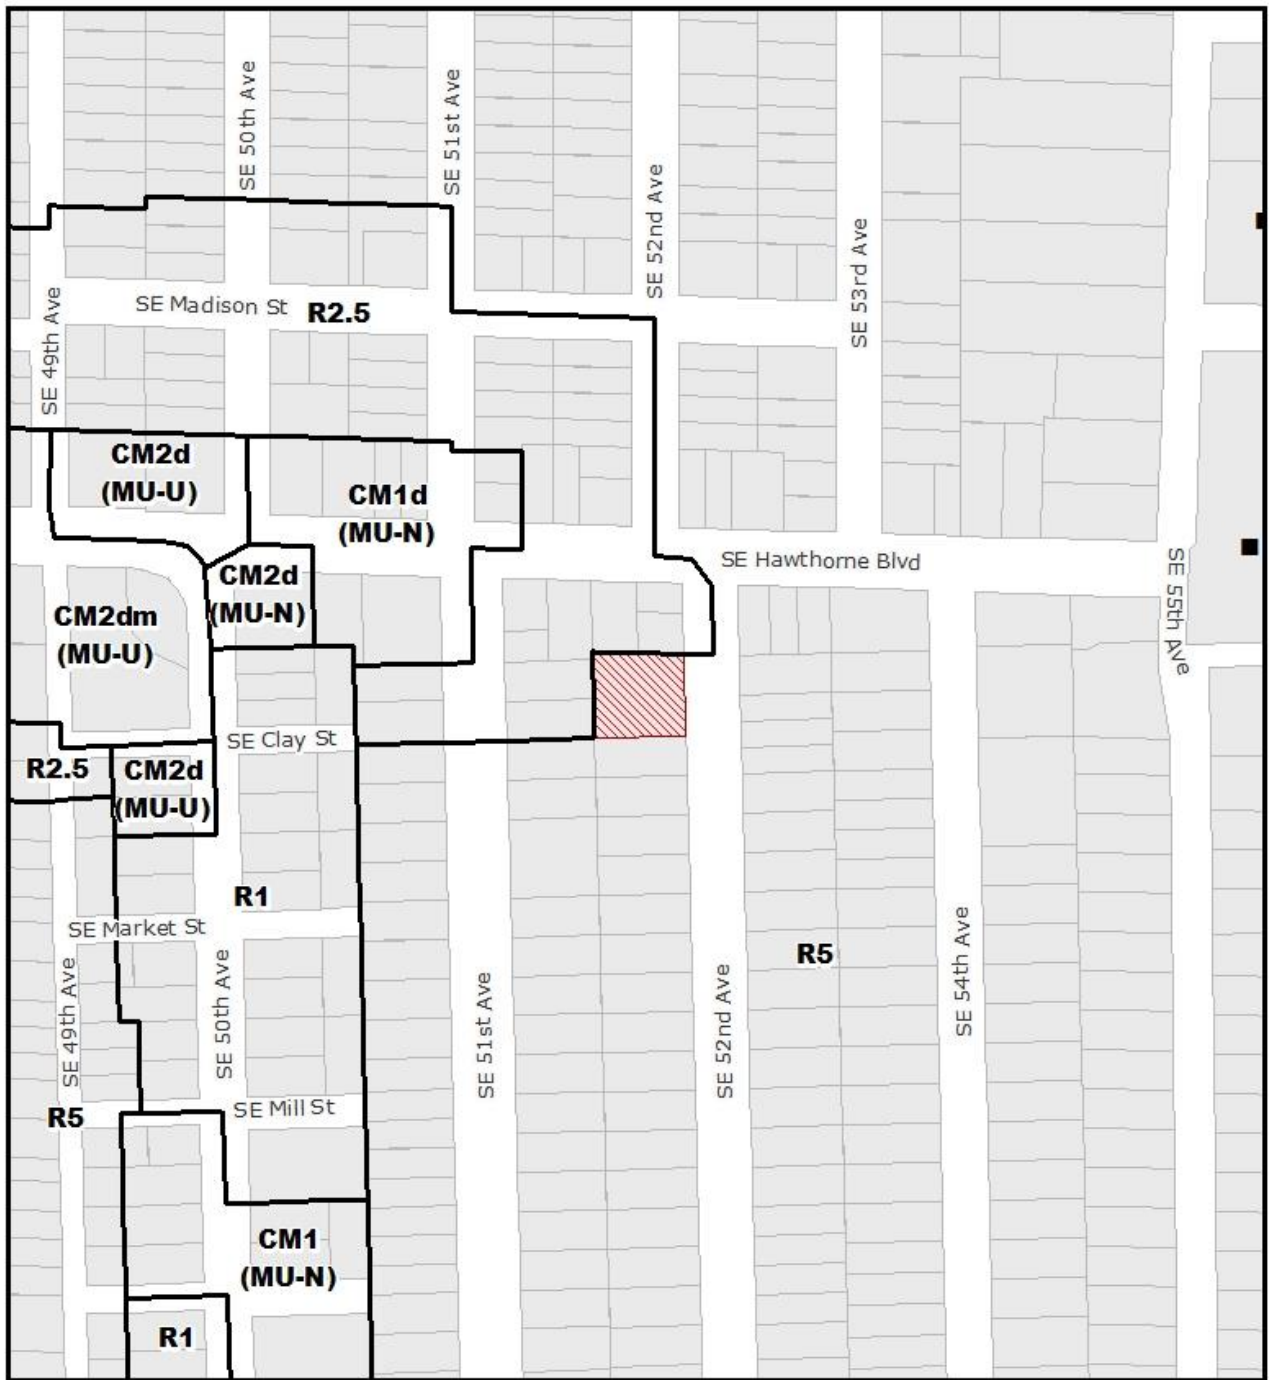 SE 50th Ave
SE 51st Ave
SE 52nd Ave
SE 53rd Ave
SE 49th Ave
SE Madison St
R2.5
CM2d
(MU-U)
CM1d
(MU-N)
SE Hawthorne Blvd
SE 55th Ave
CM2d
(MU-N)
CM2dm
(MU-U)
SE Clay St
R2.5
CM2d
(MU-U)
R1
SE Market St
R5
SE 49th Ave
SE 50th Ave
SE 51st Ave
SE 52nd Ave
SE 54th Ave
SE Mill St
R5
CM1
(MU-N)
R1